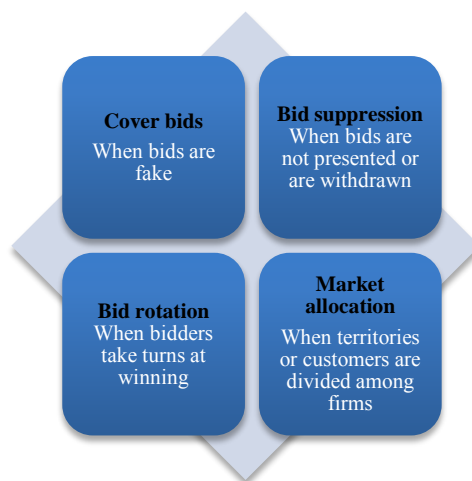 Cover bids
When bids are
fake
Bid suppression
When bids are
not presented or
are withdrawn
Bid rotation
When bidders
take turns at
winning
Market
allocation
When territories
or customers are
divided among
firms